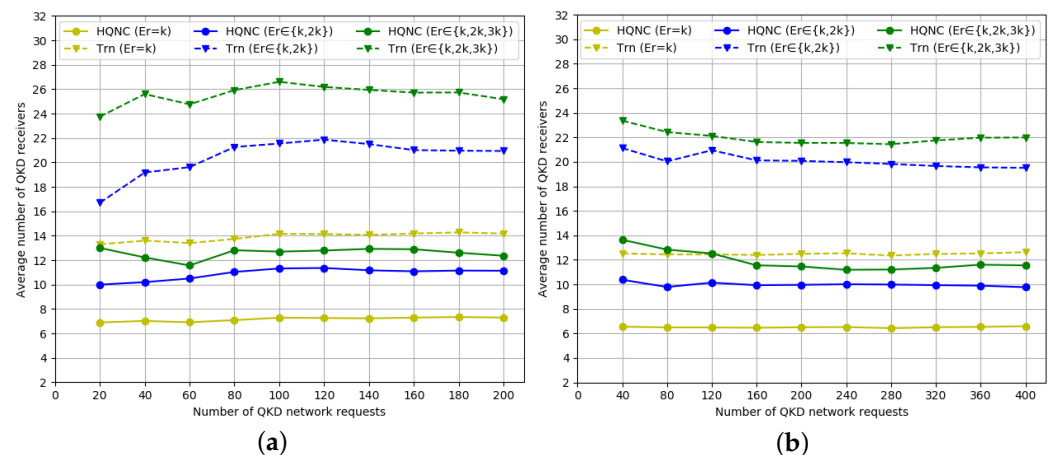 32
30
28
26
24
22
20
18
16
14
12
10
8
6
4
2
Average number of QKD receivers
HQNC (Er=k) HQNC (Er∈{k,2k}) HQNC (Er∈{k,2k,3k})
Trn (Er=k) Trn (Er∈{k,2k}) Trn (Er∈{k,2k,3k})
0 20 40 60 80 100 120 140 160 180 200
Number of QKD network requests
(a)
32
30
28
26
24
22
20
18
16
14
12
10
8
6
4
2
Average number of QKD receivers
HQNC (Er=k) HQNC (Er∈{k,2k}) HQNC (Er∈{k,2k,3k})
Trn (Er=k) Trn (Er∈{k,2k}) Trn (Er∈{k,2k,3k})
0 40 80 120 160 200 240 280 320 360 400
Number of QKD network requests
(b)